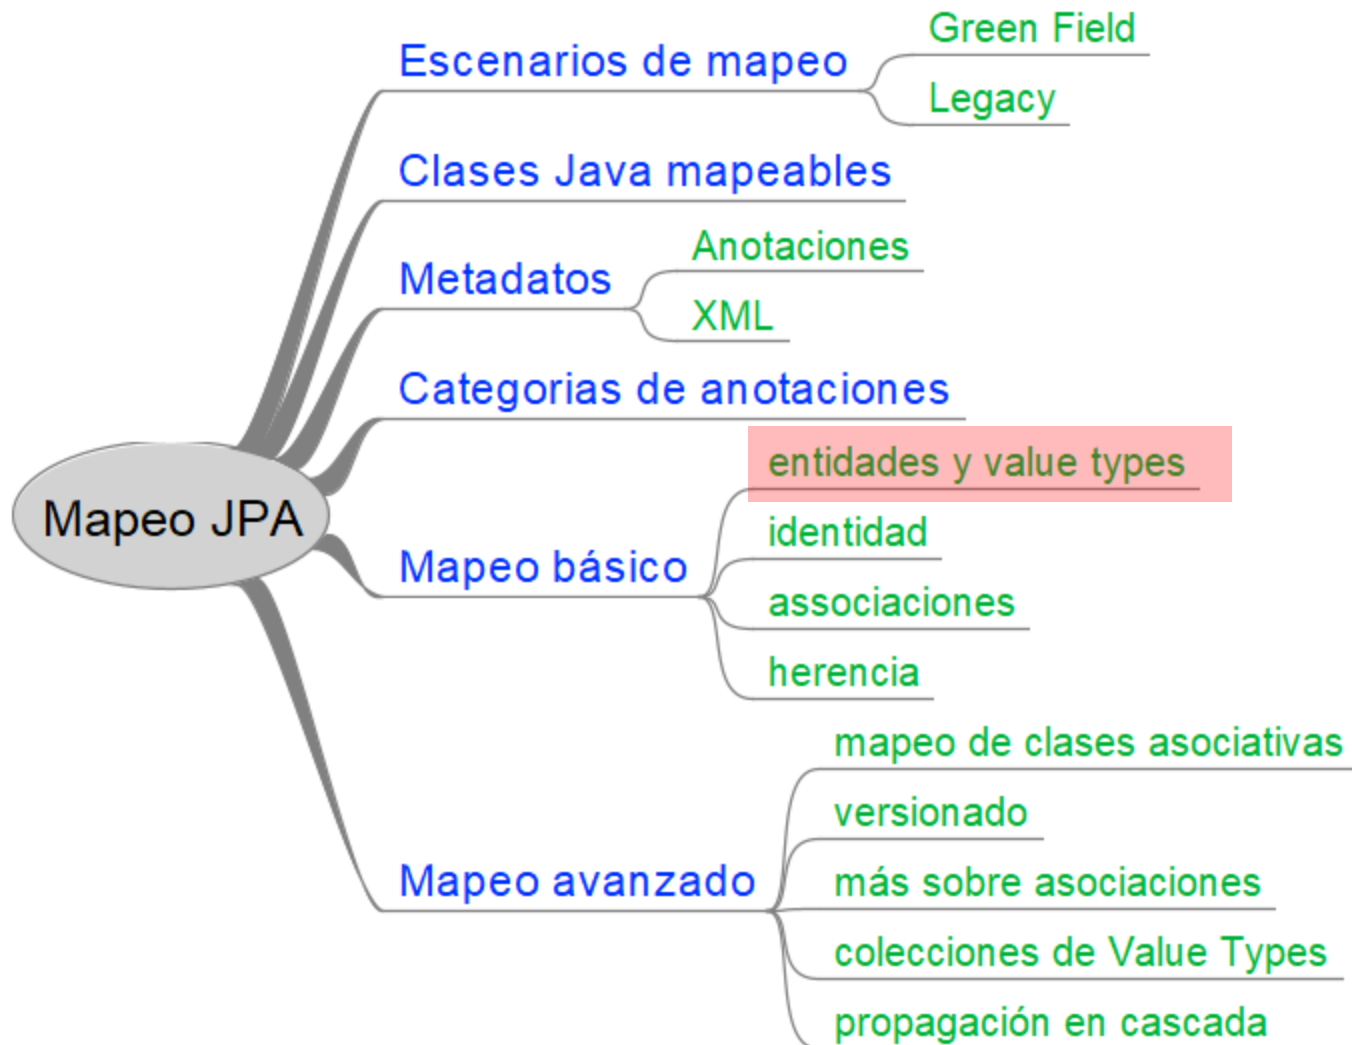 Mapeo JPA
Escenarios de mapeo
Green Field
Legacy
Clases Java mapeables
Metadatos
Anotaciones
XML
Categorias de anotaciones
Mapeo básico
entidades y value types
identidad
associaciones
herencia
Mapeo avanzado
mapeo de clases asociativas
versionado
más sobre asociaciones
colecciones de Value Types
propagación en cascada